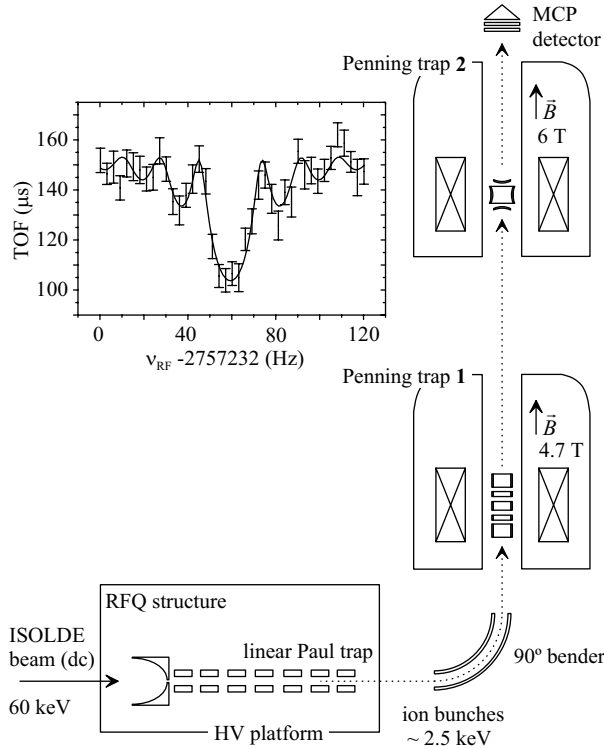 MCP
detector
Penning trap 2
B
6 T
160
140
120
100
TOF (μs)
0 40 80 120
νRF -2757232 (Hz)
Penning trap 1
B
4.7 T
RFQ structure
ISOLDE
beam (dc)
60 keV
linear Paul trap
HV platform
90º bender
ion bunches
~ 2.5 keV